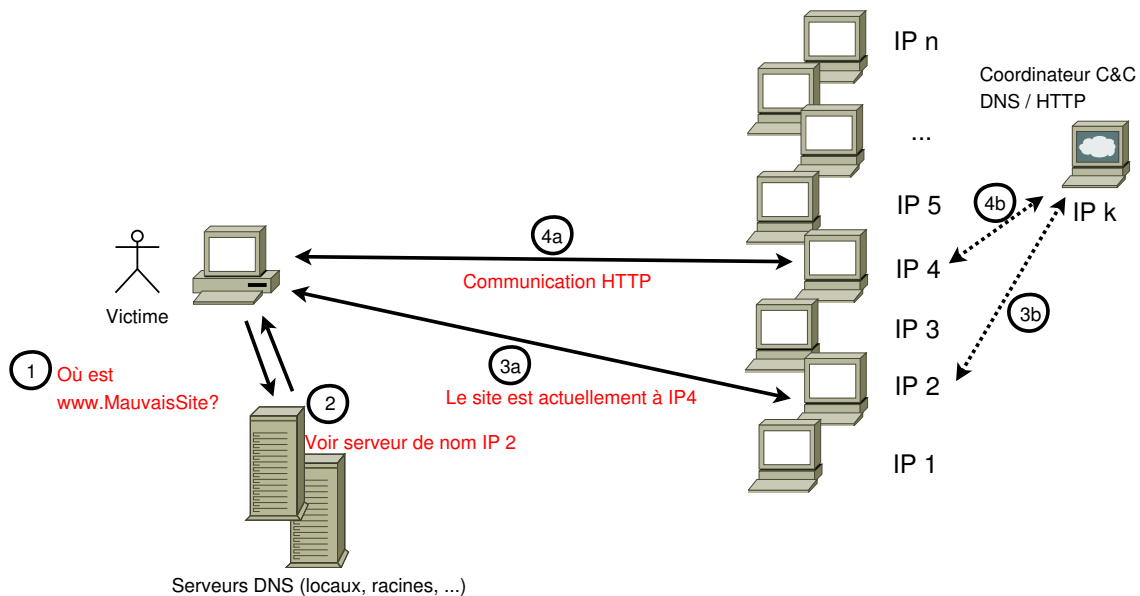 IP n
Coordinateur C&C
DNS / HTTP
...
IP 5
4b
IP k
4a
Communication HTTP
IP 4
Victime
3b
IP 3
1
Où est
www.MauvaisSite?
3a
Le site est actuellement à IP4
IP 2
2
Voir serveur de nom IP 2
IP 1
Serveurs DNS (locaux, racines, ...)